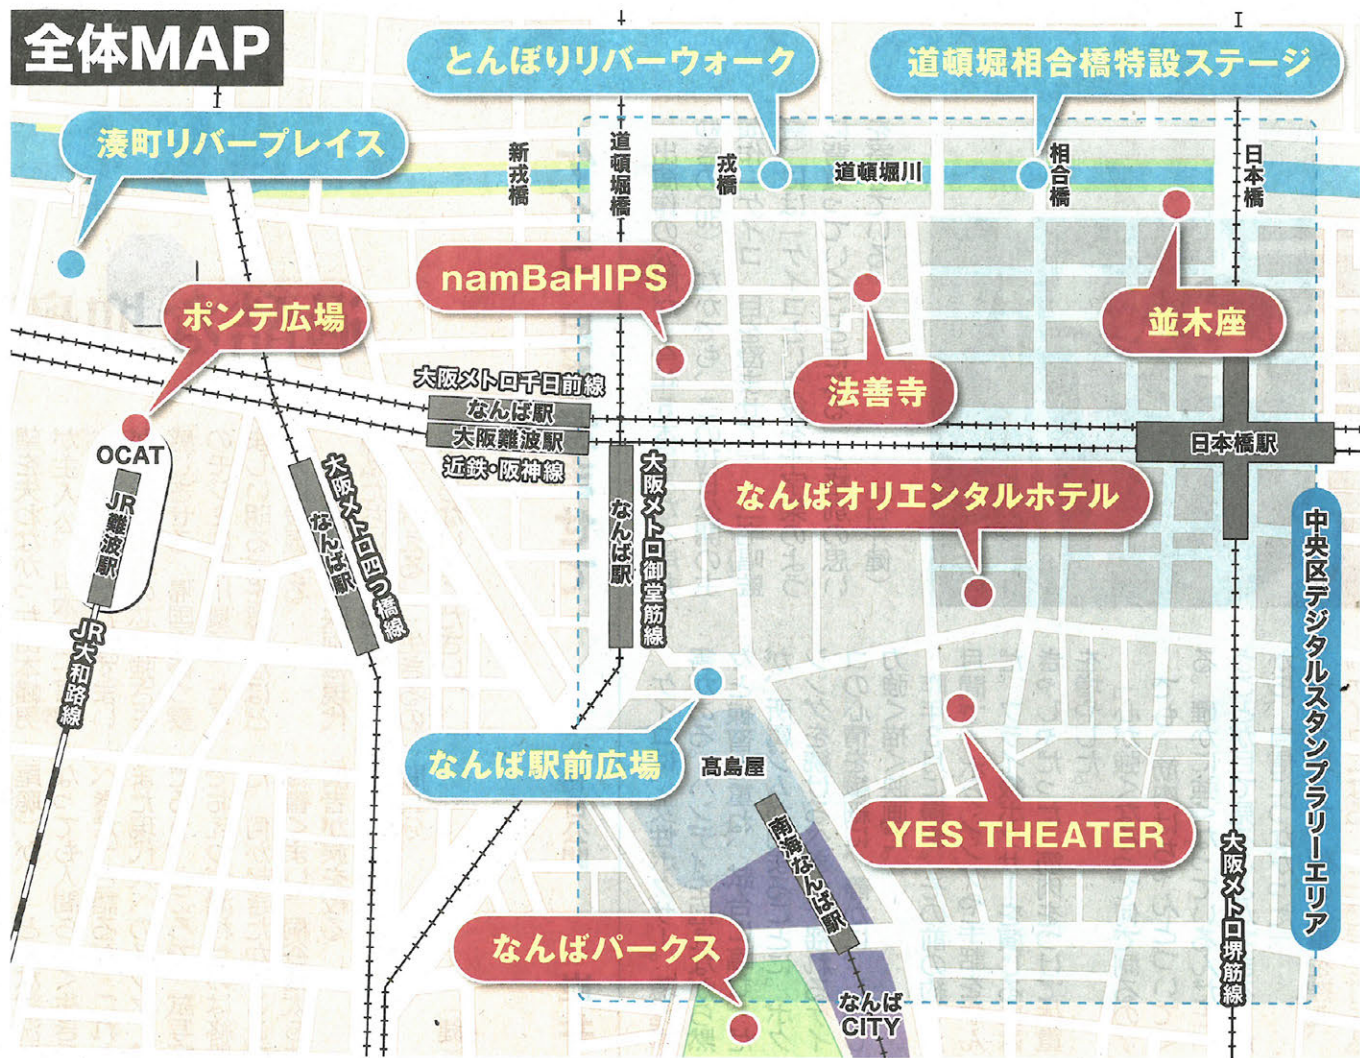 全体MAP
とんぼりリバーウォーク
道頓堀相合橋特設ステージ
湊町リバープレイス
新戎橋
道頓堀橋
戎橋
道頓堀川
相合橋
日本橋
namBaHIPS
ポンテ広場
並木座
法善寺
大阪メトロ千日前線
なんば駅
大阪難波駅
近鉄・阪神線
日本橋駅
OCAT
JR難波駅
JR大和路線
なんば駅
大阪メトロ四つ橋線
なんば駅
大阪メトロ御堂筋線
なんばオリエンタルホテル
中央区デジタルスタンプラリーエリア
なんば駅前広場
髙島屋
YES THEATER
南海なんば駅
大阪メトロ堺筋線
なんばパークス
なんば
CITY